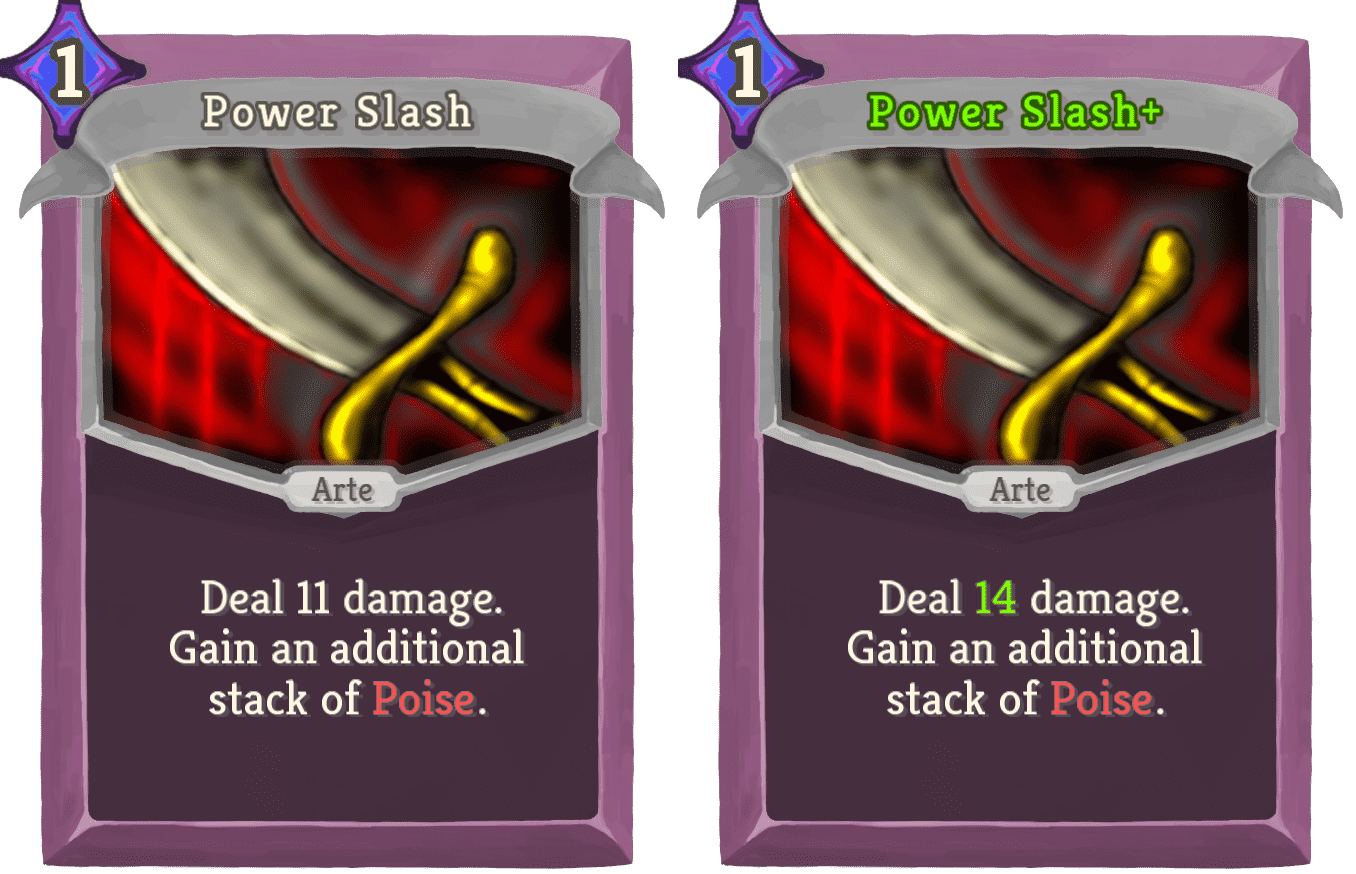 1
Power Slash
Arte
Deal 11 damage.
Gain an additional
stack of Poise.
1
Power Slash+
Arte
Deal 14 damage.
Gain an additional
stack of Poise.